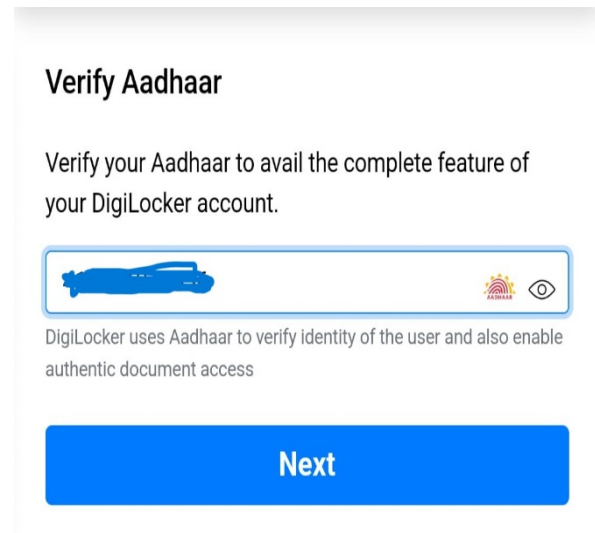 Verify Aadhaar
Verify your Aadhaar to avail the complete feature of
your DigiLocker account.
AADHAAR
DigiLocker uses Aadhaar to verify identity of the user and also enable
authentic document access
Next